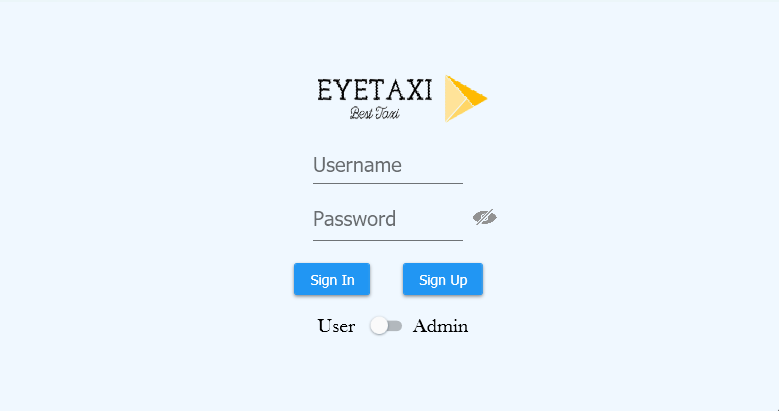 EYETAXI
Best Taxi
Username
Password
Sign In Sign Up
User Admin